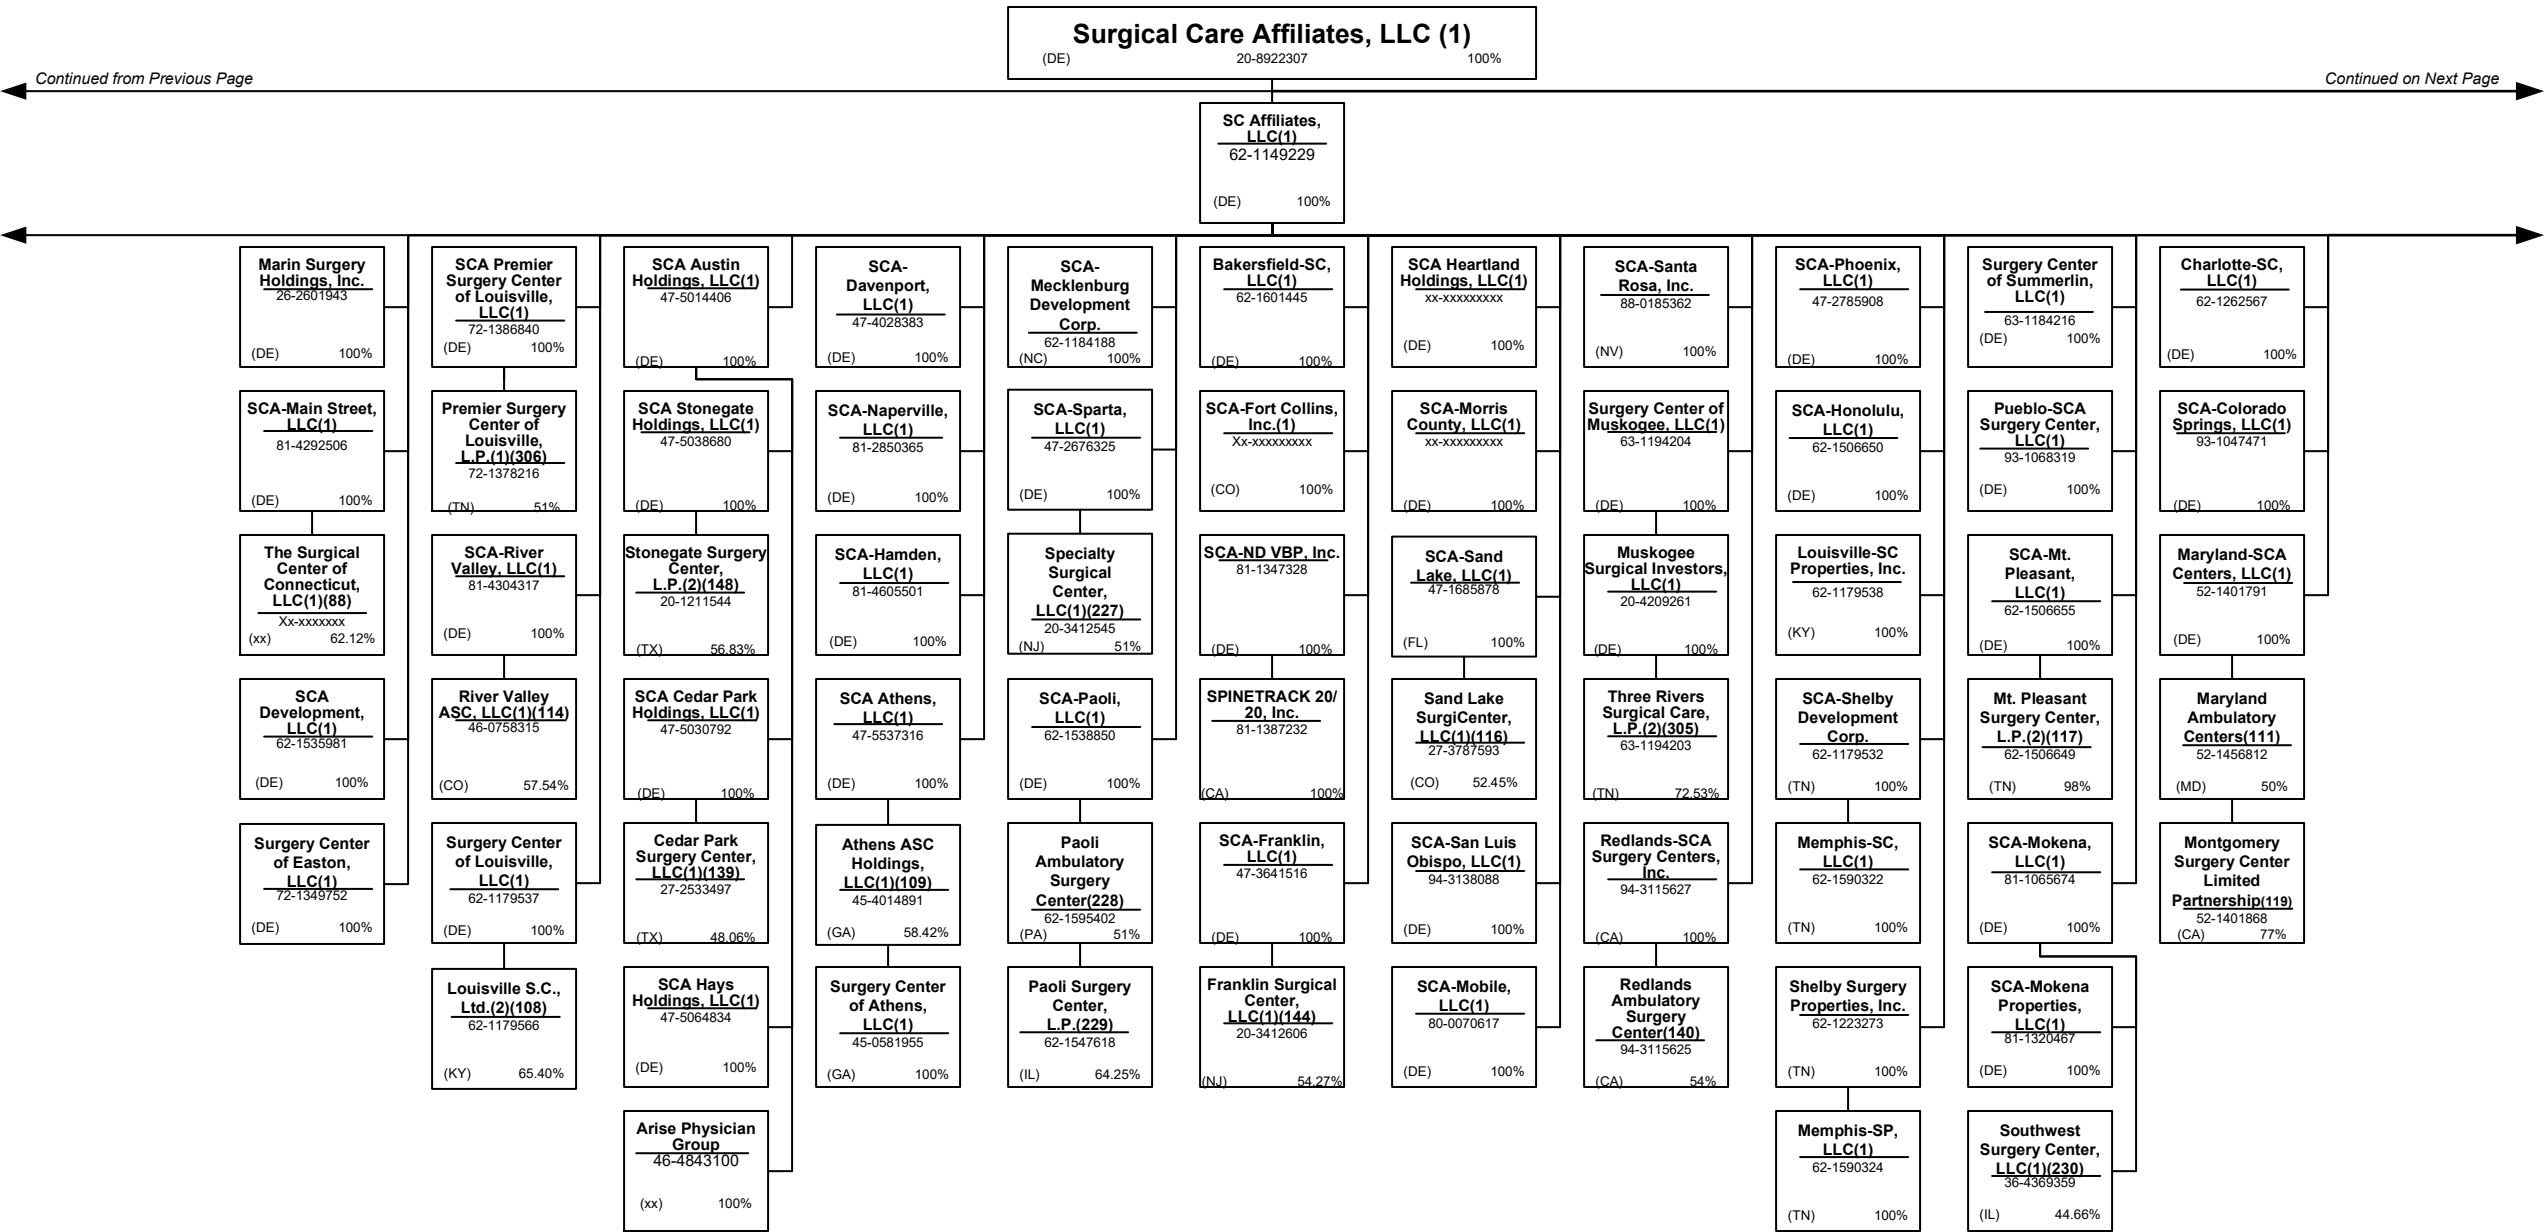 Surgical Care Affiliates, LLC (1)
(DE) 20-8922307 100%
Continued from Previous Page
Continued on Next Page
SC Affiliates,
LLC(1)
62-1149229
(DE) 100%
Marin Surgery
Holdings, Inc.
26-2601943
(DE) 100%
SCA-Main Street,
LLC(1)
81-4292506
(DE) 100%
The Surgical
Center of
Connecticut,
LLC(1)(88)
Xx-xxxxxxx
(xx) 62.12%
SCA
Development,
LLC(1)
62-1535981
(DE) 100%
Surgery Center
of Easton,
LLC(1)
72-1349752
(DE) 100%
SCA Premier
Surgery Center
of Louisville,
LLC(1)
72-1386840
(DE) 100%
Premier Surgery
Center of
Louisville,
L.P.(1)(306)
72-1378216
(TN) 51%
SCA-River
Valley, LLC(1)
81-4304317
(DE) 100%
River Valley
ASC, LLC(1)(114)
46-0758315
(CO) 57.54%
Surgery Center
of Louisville,
LLC(1)
62-1179537
(DE) 100%
Louisville S.C.,
Ltd.(2)(108)
62-1179566
(KY) 65.40%
SCA Austin
Holdings, LLC(1)
47-5014406
(DE) 100%
SCA Stonegate
Holdings, LLC(1)
47-5038680
(DE) 100%
Stonegate Surgery
Center,
L.P.(2)(148)
20-1211544
(TX) 56.83%
SCA Cedar Park
Holdings, LLC(1)
47-5030792
(DE) 100%
Cedar Park
Surgery Center,
LLC(1)(139)
27-2533497
(TX) 48.06%
SCA Hays
Holdings, LLC(1)
47-5064834
(DE) 100%
Arise Physician
Group
46-4843100
(xx) 100%
SCA-
Davenport,
LLC(1)
47-4028383
(DE) 100%
SCA-Naperville,
LLC(1)
81-2850365
(DE) 100%
SCA-Hamden,
LLC(1)
81-4605501
(DE) 100%
SCA Athens,
LLC(1)
47-5537316
(DE) 100%
Athens ASC
Holdings,
LLC(1)(109)
45-4014891
(GA) 58.42%
Surgery Center
of Athens,
LLC(1)
45-0581955
(GA) 100%
SCA-
Mecklenburg
Development
Corp.
62-1184188
(NC) 100%
SCA-Sparta,
LLC(1)
47-2676325
(DE) 100%
Specialty
Surgical
Center,
LLC(1)(227)
20-3412545
(NJ) 51%
SCA-Paoli,
LLC(1)
62-1538850
(DE) 100%
Paoli
Ambulatory
Surgery
Center(228)
62-1595402
(PA) 51%
Paoli Surgery
Center,
L.P.(229)
62-1547618
(IL) 64.25%
Bakersfield-SC,
LLC(1)
62-1601445
(DE) 100%
SCA-Fort Collins,
Inc.(1)
Xx-xxxxxxxxx
(CO) 100%
SCA-ND VBP, Inc.
81-1347328
(DE) 100%
SPINETRACK 20/
20, Inc.
81-1387232
(CA) 100%
SCA-Franklin,
LLC(1)
47-3641516
(DE) 100%
Franklin Surgical
Center,
LLC(1)(144)
20-3412606
(NJ) 54.27%
SCA Heartland
Holdings, LLC(1)
xx-xxxxxxxxx
(DE) 100%
SCA-Morris
County, LLC(1)
xx-xxxxxxxxx
(DE) 100%
SCA-Sand
Lake, LLC(1)
47-1685878
(FL) 100%
Sand Lake
SurgiCenter,
LLC(1)(116)
27-3787593
(CO) 52.45%
SCA-San Luis
Obispo, LLC(1)
94-3138088
(DE) 100%
SCA-Mobile,
LLC(1)
80-0070617
(DE) 100%
SCA-Santa
Rosa, Inc.
88-0185362
(NV) 100%
Surgery Center of
Muskogee, LLC(1)
63-1194204
(DE) 100%
Muskogee
Surgical Investors,
LLC(1)
20-4209261
(DE) 100%
Three Rivers
Surgical Care,
L.P.(2)(305)
63-1194203
(TN) 72.53%
Redlands-SCA
Surgery Centers,
Inc.
94-3115627
(CA) 100%
Redlands
Ambulatory
Surgery
Center(140)
94-3115625
(CA) 54%
SCA-Phoenix,
LLC(1)
47-2785908
(DE) 100%
SCA-Honolulu,
LLC(1)
62-1506650
(DE) 100%
Louisville-SC
Properties, Inc.
62-1179538
(KY) 100%
SCA-Shelby
Development
Corp.
62-1179532
(TN) 100%
Memphis-SC,
LLC(1)
62-1590322
(TN) 100%
Shelby Surgery
Properties, Inc.
62-1223273
(TN) 100%
Memphis-SP,
LLC(1)
62-1590324
(TN) 100%
Surgery Center
of Summerlin,
LLC(1)
63-1184216
(DE) 100%
Pueblo-SCA
Surgery Center,
LLC(1)
93-1068319
(DE) 100%
SCA-Mt.
Pleasant,
LLC(1)
62-1506655
(DE) 100%
Mt. Pleasant
Surgery Center,
L.P.(2)(117)
62-1506649
(TN) 98%
SCA-Mokena,
LLC(1)
81-1065674
(DE) 100%
SCA-Mokena
Properties,
LLC(1)
81-1320467
(DE) 100%
Southwest
Surgery Center,
LLC(1)(230)
36-4369359
(IL) 44.66%
Charlotte-SC,
LLC(1)
62-1262567
(DE) 100%
SCA-Colorado
Springs, LLC(1)
93-1047471
(DE) 100%
Maryland-SCA
Centers, LLC(1)
52-1401791
(DE) 100%
Maryland
Ambulatory
Centers(111)
52-1456812
(MD) 50%
Montgomery
Surgery Center
Limited
Partnership(119)
52-1401868
(CA) 77%